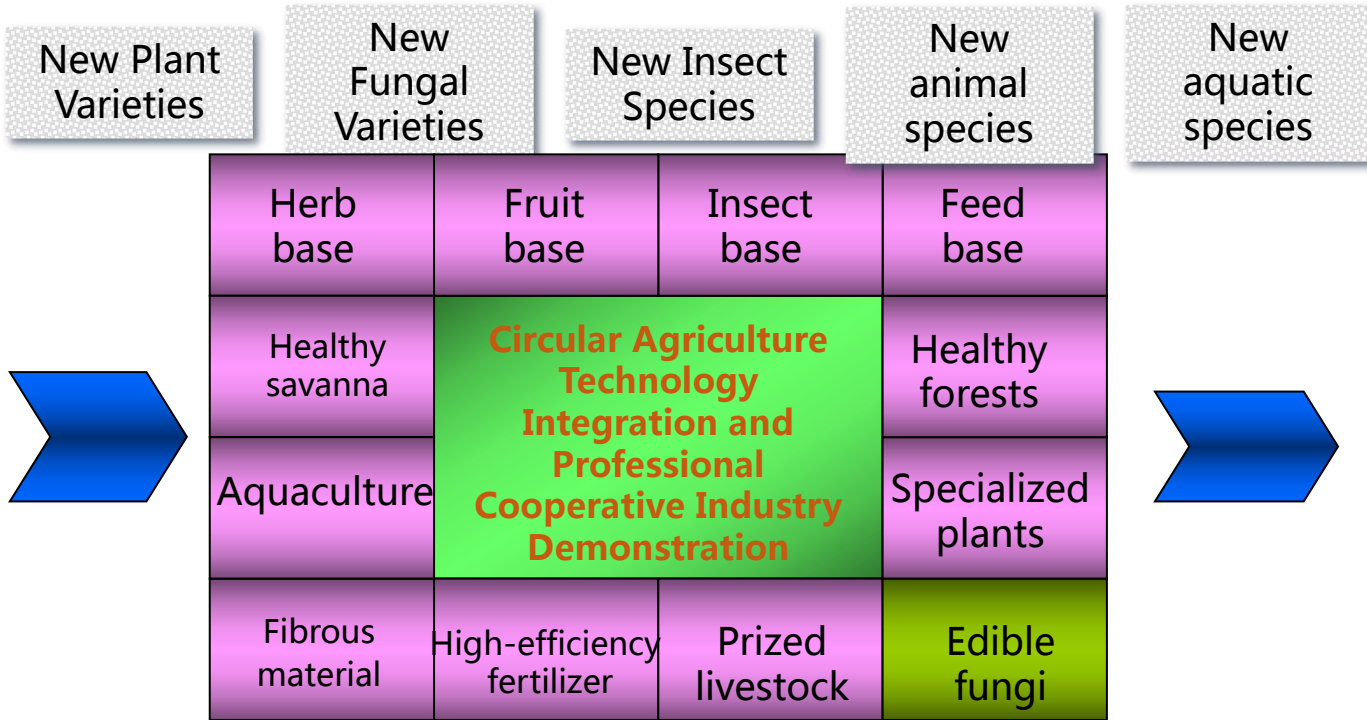 New Plant
Varieties
New
Fungal
Varieties
New Insect
Species
New
animal
species
New
aquatic
species
Herb
base
Fruit
base
Insect
base
Feed
base
Healthy
savanna
Circular Agriculture
Technology
Integration and
Professional
Cooperative Industry
Demonstration
Healthy
forests
Aquaculture
Specialized
plants
Fibrous
material
High-efficiency
fertilizer
Prized
livestock
Edible
fungi